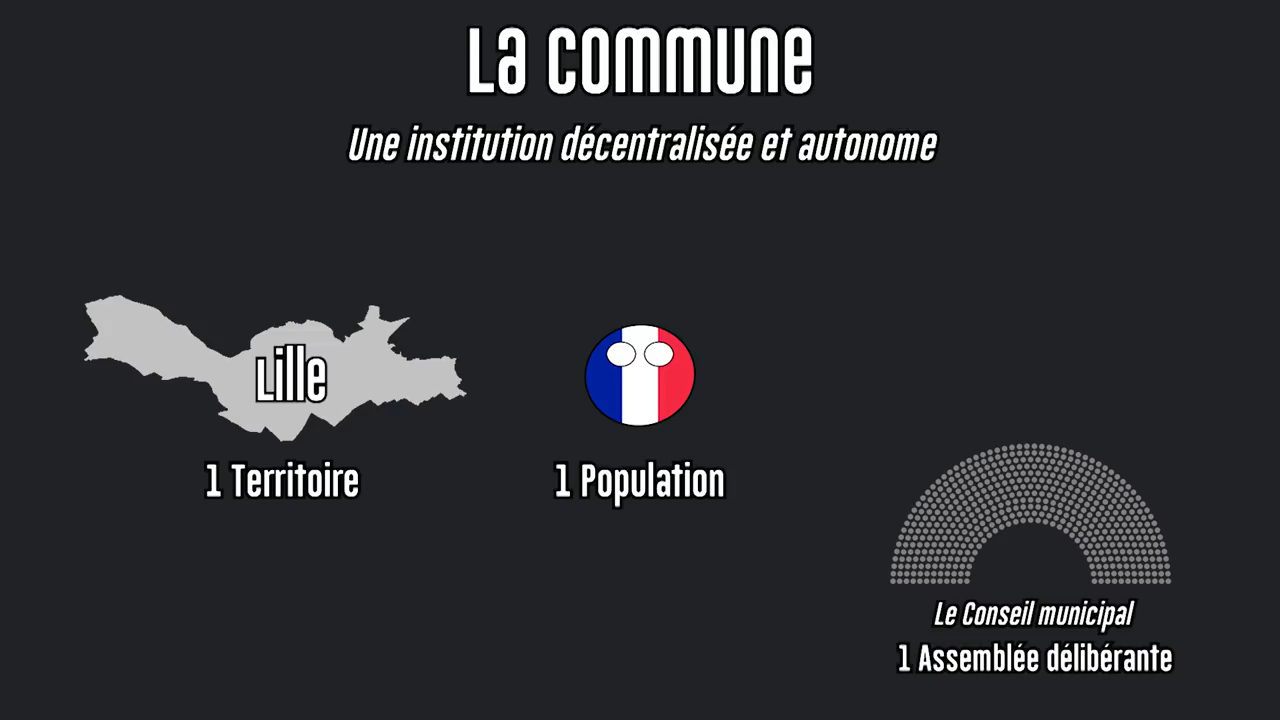 La commune
Une institution décentralisée et autonome
Lille
1 Territoire
1 Population
Le Conseil municipal
1 Assemblée délibérante